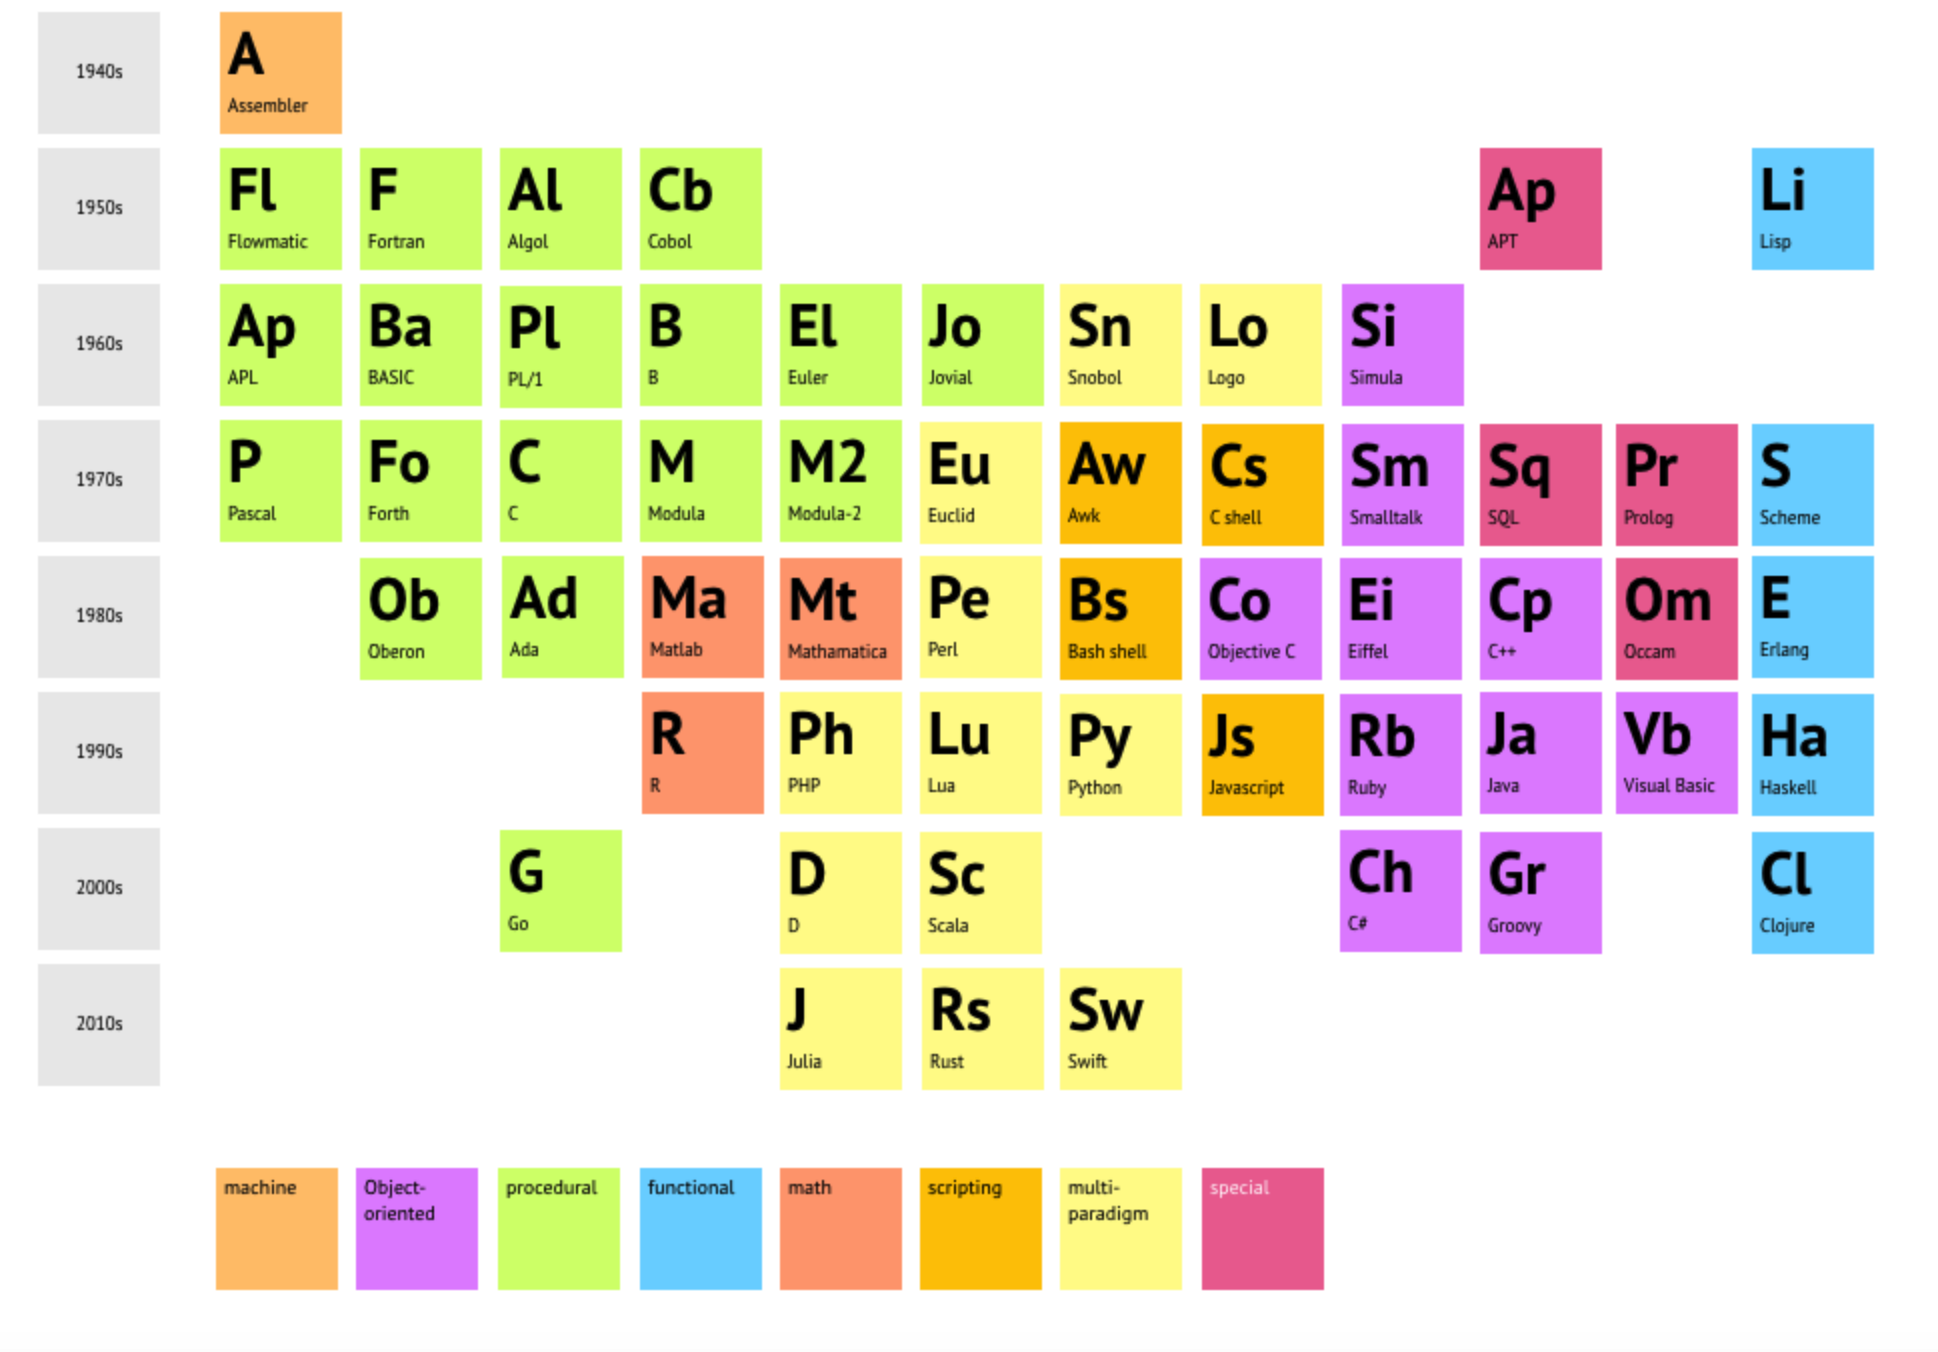 1940s
A
Assembler
1950s
Fl
Flowmatic
F
Fortran
Al
Algol
Cb
Cobol
Ap
APT
Li
Lisp
1960s
Ap
APL
Ba
BASIC
Pl
PL/1
B
B
El
Euler
Jo
Jovial
Sn
Snobol
Lo
Logo
Si
Simula
1970s
P
Pascal
Fo
Forth
C
C
M
Modula
M2
Modula-2
Eu
Euclid
Aw
Awk
Cs
C shell
Sm
Smalltalk
Sq
SQL
Pr
Prolog
S
Scheme
1980s
Ob
Oberon
Ad
Ada
Ma
Matlab
Mt
Mathamatica
Pe
Perl
Bs
Bash shell
Co
Objective C
Ei
Eiffel
Cp
C++
Om
Occam
E
Erlang
1990s
R
R
Ph
PHP
Lu
Lua
Py
Python
Js
Javascript
Rb
Ruby
Ja
Java
Vb
Visual Basic
Ha
Haskell
2000s
G
Go
D
D
Sc
Scala
Ch
C#
Gr
Groovy
Cl
Clojure
2010s
J
Julia
Rs
Rust
Sw
Swift
machine
Object-
oriented
procedural
functional
math
scripting
multi-
paradigm
special